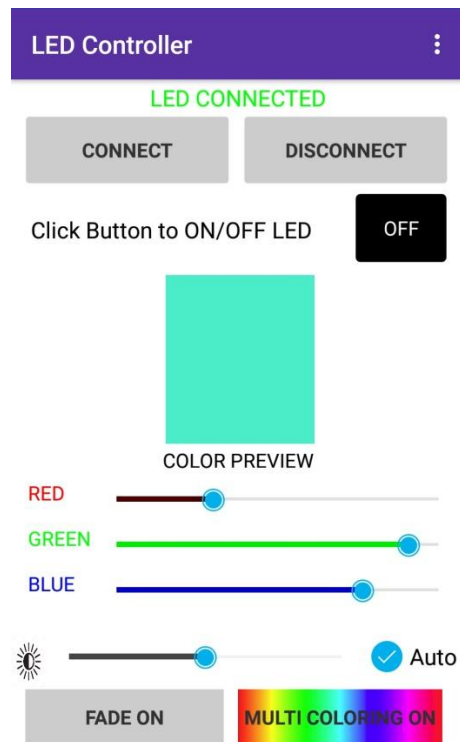 LED Controller
LED CONNECTED
CONNECT DISCONNECT
Click Button to ON/OFF LED OFF
COLOR PREVIEW
RED
GREEN
BLUE
Auto
FADE ON MULTI COLORING ON